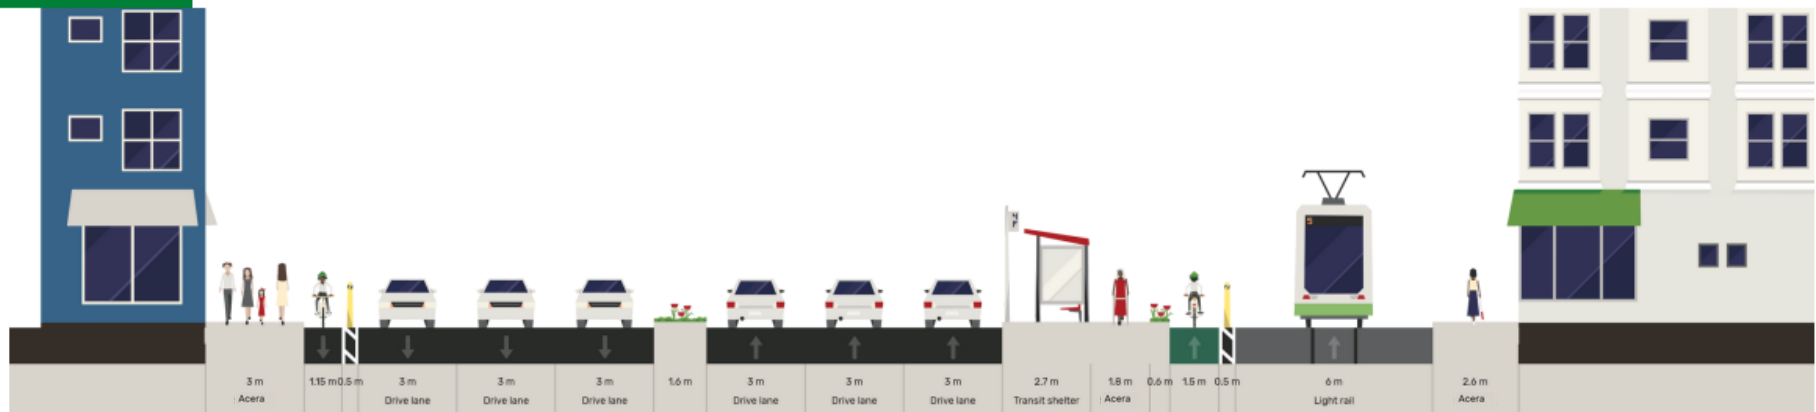 3 m
Acera
1.15 m
0.5 m
3 m
Drive lane
3 m
Drive lane
3 m
Drive lane
1.6 m
3 m
Drive lane
3 m
Drive lane
3 m
Drive lane
2.7 m
Transit shelter
1.8 m
Acera
0.6 m
1.5 m
0.5 m
6 m
Light rail
2.6 m
Acera